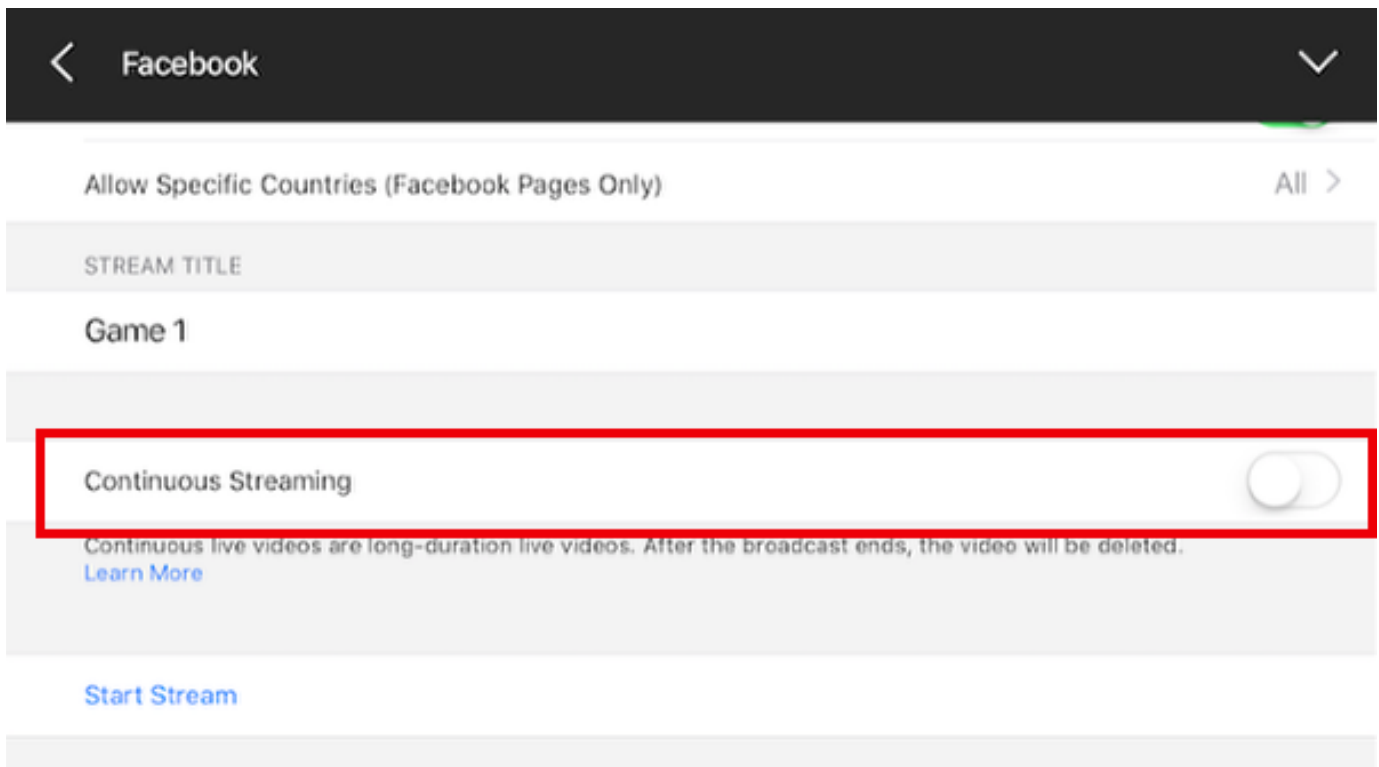 Facebook
Allow Specific Countries (Facebook Pages Only) All
STREAM TITLE
Game 1
Continuous Streaming
Continuous live videos are long-duration live videos. After the broadcast ends, the video will be deleted.
Learn More
Start Stream